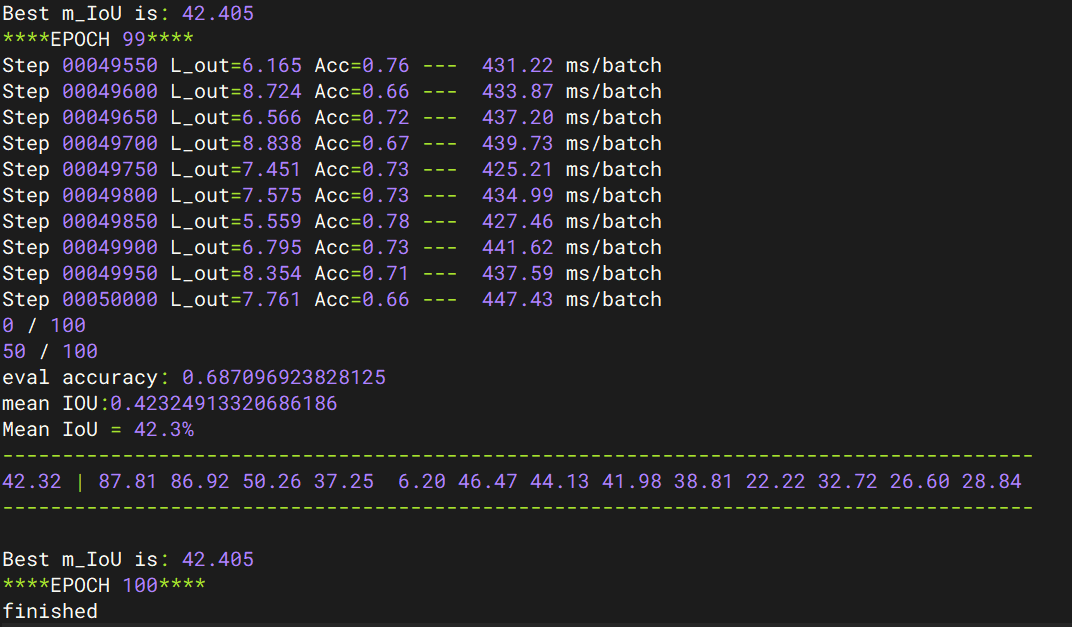 Best m_IoU is: 42.405
****EPOCH 99****
Step 00049550 L_out=6.165 Acc=0.76 ---  431.22 ms/batch
Step 00049600 L_out=8.724 Acc=0.66 ---  433.87 ms/batch
Step 00049650 L_out=6.566 Acc=0.72 ---  437.20 ms/batch
Step 00049700 L_out=8.838 Acc=0.67 ---  439.73 ms/batch
Step 00049750 L_out=7.451 Acc=0.73 ---  425.21 ms/batch
Step 00049800 L_out=7.575 Acc=0.73 ---  434.99 ms/batch
Step 00049850 L_out=5.559 Acc=0.78 ---  427.46 ms/batch
Step 00049900 L_out=6.795 Acc=0.73 ---  441.62 ms/batch
Step 00049950 L_out=8.354 Acc=0.71 ---  437.59 ms/batch
Step 00050000 L_out=7.761 Acc=0.66 ---  447.43 ms/batch
0 / 100
50 / 100
eval accuracy: 0.687096923828125
mean IOU:0.42324913320686186
Mean IoU = 42.3%
--------------------------------------------------------------------------------------
42.32 | 87.81 86.92 50.26 37.25  6.20 46.47 44.13 41.98 38.81 22.22 32.72 26.60 28.84
--------------------------------------------------------------------------------------
Best m_IoU is: 42.405
****EPOCH 100****
finished